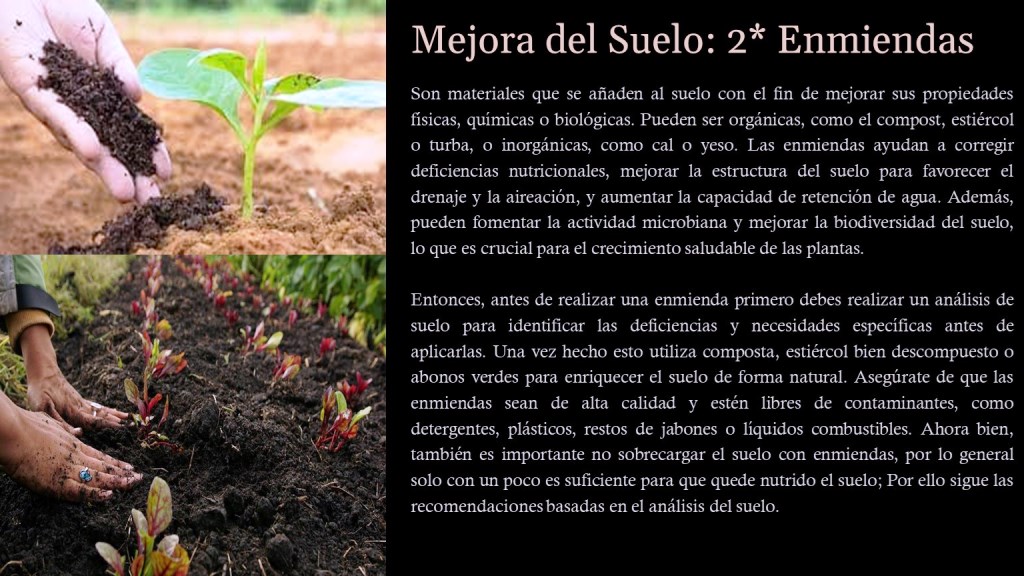 Mejora del Suelo: 2* Enmiendas
Son materiales que se añaden al suelo con el fin de mejorar sus propiedades
físicas, químicas o biológicas. Pueden ser orgánicas, como el compost, estiércol
o turba, o inorgánicas, como cal o yeso. Las enmiendas ayudan a corregir
deficiencias nutricionales, mejorar la estructura del suelo para favorecer el
drenaje y la aireación, y aumentar la capacidad de retención de agua. Además,
pueden fomentar la actividad microbiana y mejorar la biodiversidad del suelo,
lo que es crucial para el crecimiento saludable de las plantas.
Entonces, antes de realizar una enmienda primero debes realizar un análisis de
suelo para identificar las deficiencias y necesidades específicas antes de
aplicarlas. Una vez hecho esto utiliza composta, estiércol bien descompuesto o
abonos verdes para enriquecer el suelo de forma natural. Asegúrate de que las
enmiendas sean de alta calidad y estén libres de contaminantes, como
detergentes, plásticos, restos de jabones o líquidos combustibles. Ahora bien,
también es importante no sobrecargar el suelo con enmiendas, por lo general
solo con un poco es suficiente para que quede nutrido el suelo; Por ello sigue las
recomendaciones basadas en el análisis del suelo.